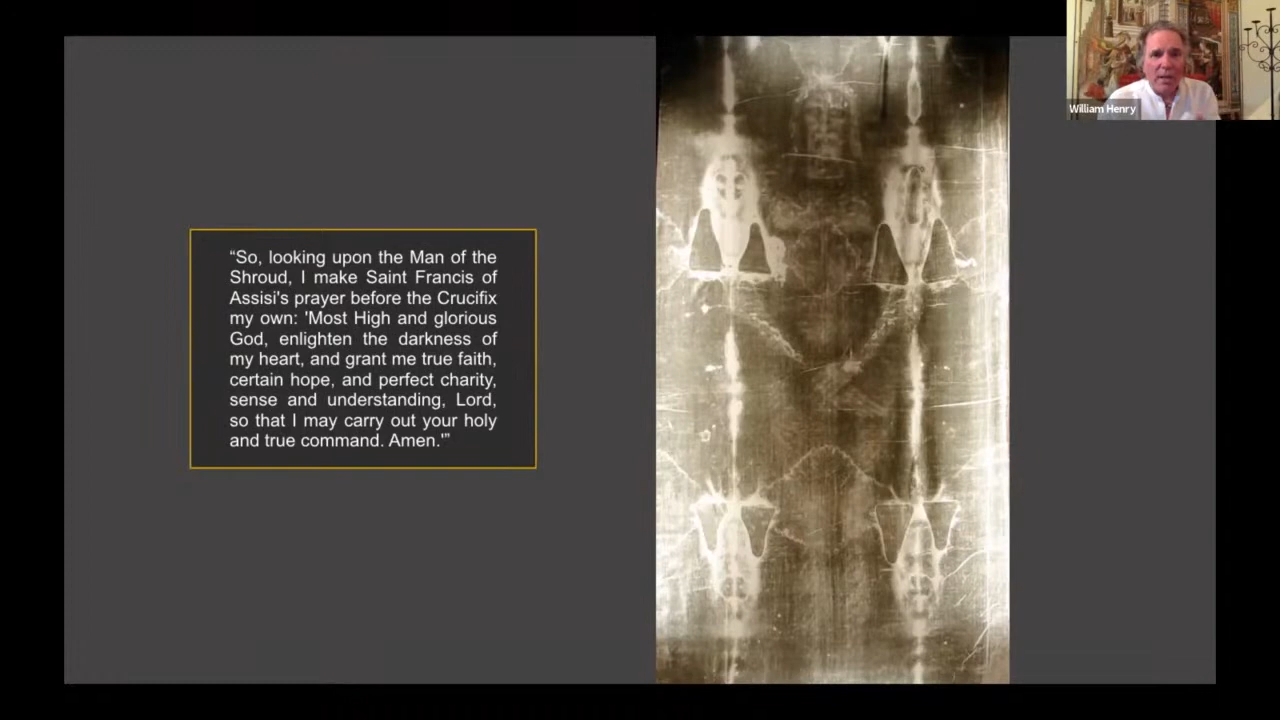 William Henry
“So, looking upon the Man of the
Shroud, I make Saint Francis of
Assisi's prayer before the Crucifix
my own: 'Most High and glorious
God, enlighten the darkness of
my heart, and grant me true faith,
certain hope, and perfect charity,
sense and understanding, Lord,
so that I may carry out your holy
and true command. Amen.'”